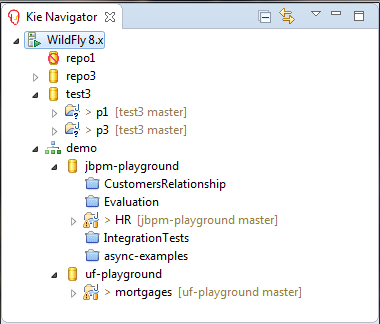 Kie Navigator
WildFly 8.x
repo1
repo3
test3
> p1 [test3 master]
> p3 [test3 master]
demo
jbpm-playground
CustomersRelationship
Evaluation
> HR [jbpm-playground master]
IntegrationTests
async-examples
uf-playground
> mortgages [uf-playground master]